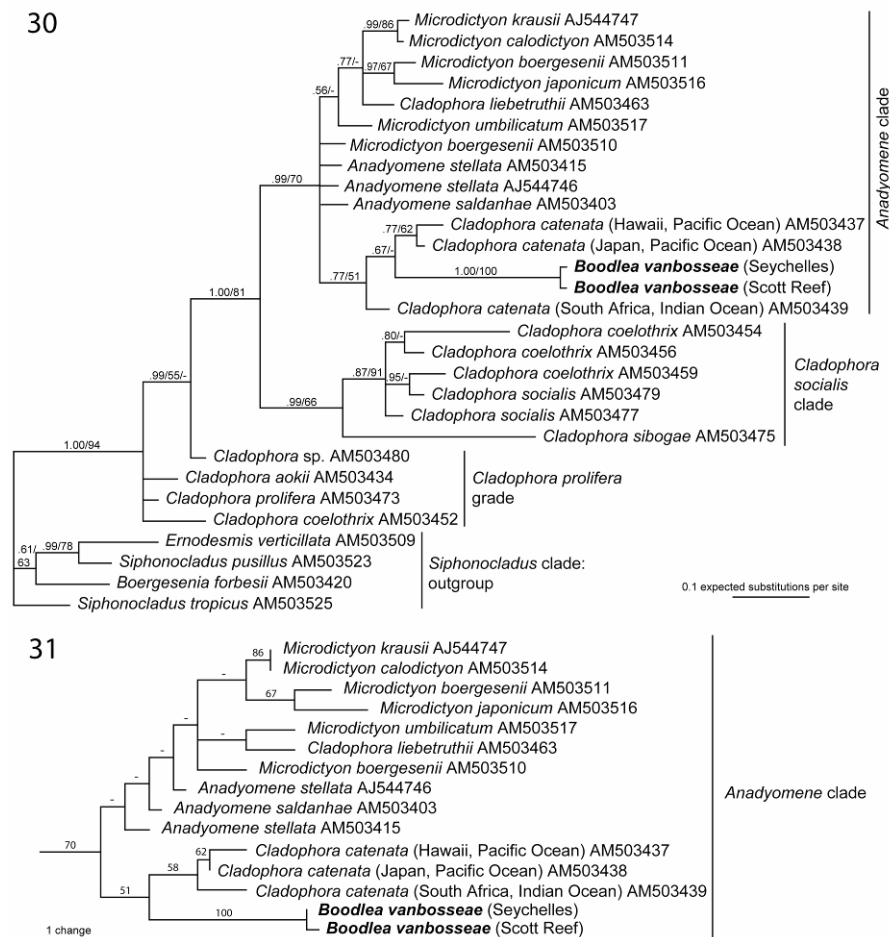 30
.99/86
Microdictyon krausii AJ544747
Microdictyon calodictyon AM503514
.77/-
.97/67
Microdictyon boergesenii AM503511
Microdictyon japonicum AM503516
.56/-
Cladophora liebetruthii AM503463
Microdictyon umbilicatum AM503517
Microdictyon boergesenii AM503510
Anadyomene stellata AM503415
.99/70
Anadyomene stellata AJ544746
Anadyomene saldanhae AM503403
Anadyomene clade
.77/62
Cladophora catenata (Hawaii, Pacific Ocean) AM503437
.67/-
Cladophora catenata (Japan, Pacific Ocean) AM503438
.77/51
1.00/100
Boodlea vanbosseae (Seychelles)
Boodlea vanbosseae (Scott Reef)
1.00/81
Cladophora catenata (South Africa, Indian Ocean) AM503439
.80/-
Cladophora coelothrix AM503454
Cladophora coelothrix AM503456
.87/91
.95/-
Cladophora coelothrix AM503459
Cladophora socialis AM503479
Cladophora socialis AM503477
.99/66
Cladophora sibogae AM503475
Cladophora
socialis
clade
.99/55/-
1.00/94
Cladophora sp. AM503480
Cladophora aokii AM503434
Cladophora prolifera AM503473
Cladophora coelothrix AM503452
Cladophora prolifera
grade
.61/
63
.99/78
Ernodesmis verticillata AM503509
Siphonocladus pusillus AM503523
Boergesenia forbesii AM503420
Siphonocladus tropicus AM503525
Siphonocladus clade:
outgroup
0.1 expected substitutions per site
31
86
Microdictyon krausii AJ544747
Microdictyon calodictyon AM503514
-
67
Microdictyon boergesenii AM503511
Microdictyon japonicum AM503516
-
-
Microdictyon umbilicatum AM503517
Cladophora liebetruthii AM503463
-
Microdictyon boergesenii AM503510
-
Anadyomene stellata AJ544746
-
Anadyomene saldanhae AM503403
Anadyomene stellata AM503415
Anadyomene clade
70
62
Cladophora catenata (Hawaii, Pacific Ocean) AM503437
58
Cladophora catenata (Japan, Pacific Ocean) AM503438
51
Cladophora catenata (South Africa, Indian Ocean) AM503439
100
Boodlea vanbosseae (Seychelles)
Boodlea vanbosseae (Scott Reef)
1 change